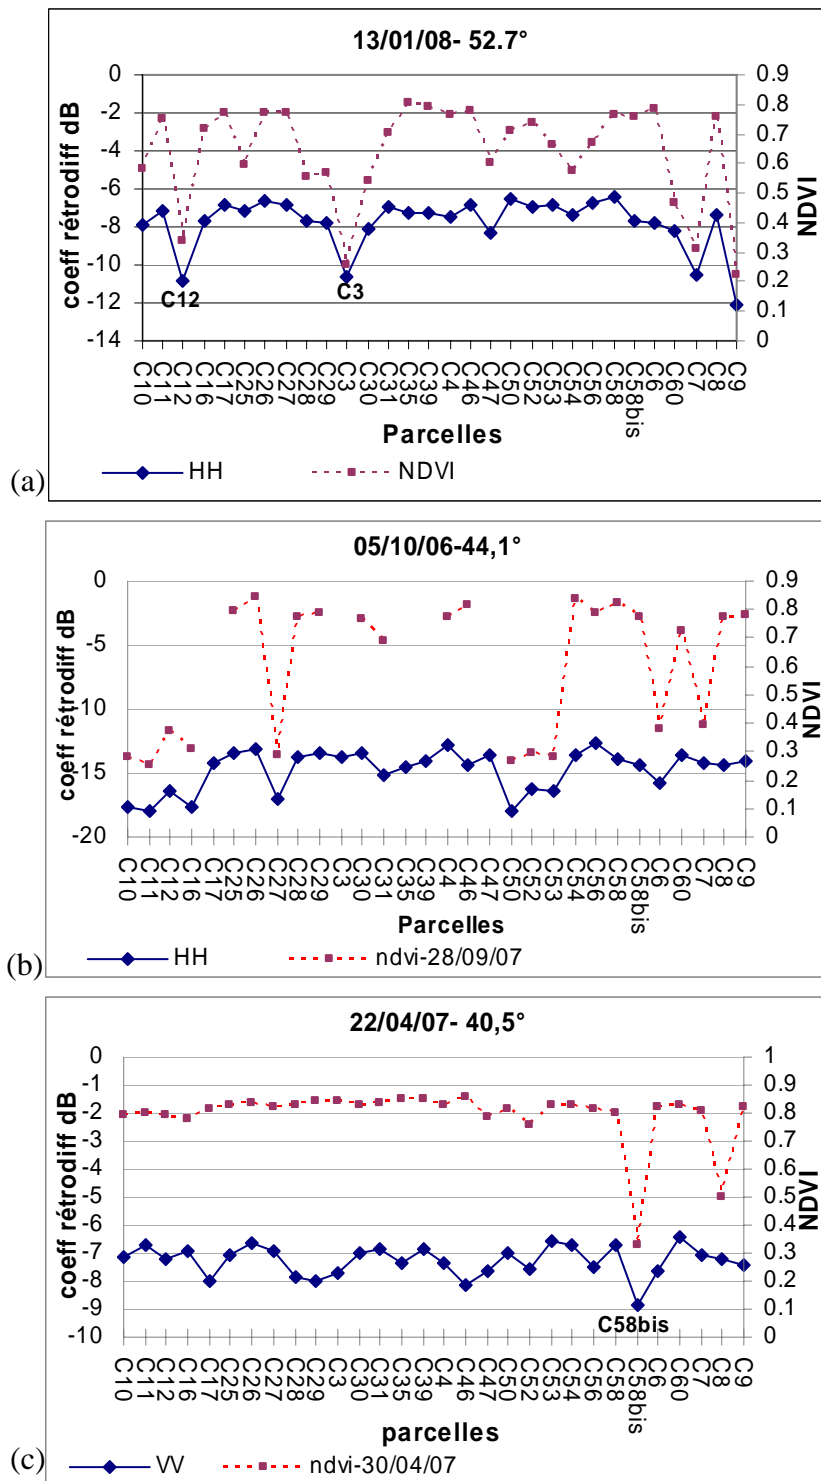 13/01/08- 52.7°
coeff rétrodiff dB
0
-2
-4
-6
-8
-10
-12
-14
0.9
0.8
0.7
0.6
0.5
0.4
0.3
0.2
0.1
0
NDVI
C12
C3
C10 C11 C12 C16 C17 C25 C26 C27 C28 C29 C3 C30 C31 C35 C39 C4 C46 C47 C50 C52 C53 C54 C56 C58 C58bis C6 C60 C7 C8 C9
Parcelles
HH NDVI
(a)
05/10/06-44,1°
coeff rétrodiff dB
0
-5
-10
-15
-20
0.9
0.8
0.7
0.6
0.5
0.4
0.3
0.2
0.1
0
NDVI
C10 C11 C12 C16 C17 C25 C26 C27 C28 C29 C3 C30 C31 C35 C39 C4 C46 C47 C50 C52 C53 C54 C56 C58 C58bis C6 C60 C7 C8 C9
Parcelles
HH ndvi-28/09/07
(b)
22/04/07- 40,5°
coeff rétrodiff dB
0
-1
-2
-3
-4
-5
-6
-7
-8
-9
-10
1
0.9
0.8
0.7
0.6
0.5
0.4
0.3
0.2
0.1
0
NDVI
C58bis
C10 C11 C12 C16 C17 C25 C26 C27 C28 C29 C3 C30 C31 C35 C39 C4 C46 C47 C50 C52 C53 C54 C56 C58 C58bis C6 C60 C7 C8 C9
parcelles
VV ndvi-30/04/07
(c)